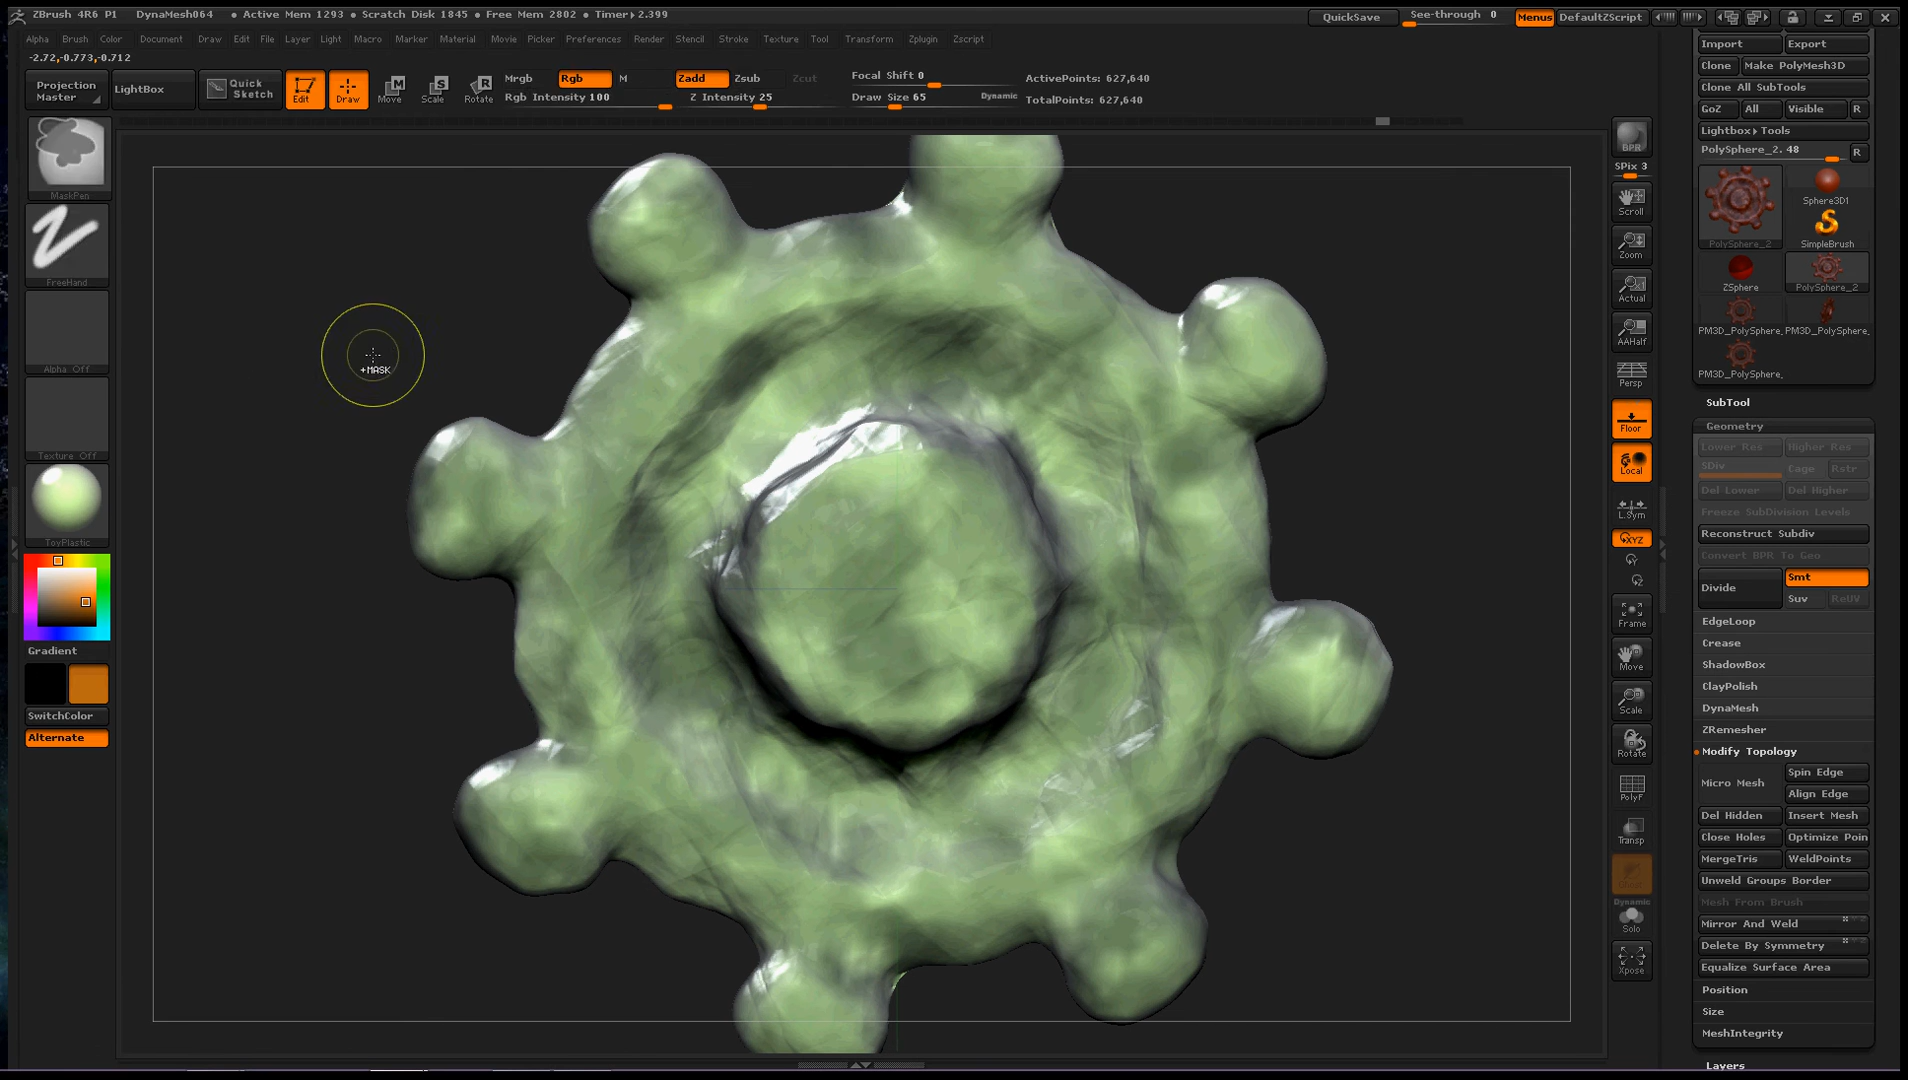 ZBrush 4R6 P1 DynaMesh064 • Active Mem 1293 • Scratch Disk 1845 • Free Mem 2802 • Timer▸2.399 QuickSave See-through 0 Menus DefaultZScript
Alpha Brush Color Document Draw Edit File Layer Light Macro Marker Material Movie Picker Preferences Render Stencil Stroke Texture Tool Transform Zplugin Zscript
-2.72,-0.773,-0.712
Projection Master
LightBox
Quick Sketch
Edit
Draw
Move
Scale
Rotate
Mrgb Rgb M
Rgb Intensity 100
Zadd Zsub Zcut
Z Intensity 25
Focal Shift 0
Draw Size 65 Dynamic
ActivePoints: 627,640
TotalPoints: 627,640
MaskPen
FreeHand
Alpha Off
Texture Off
ToyPlastic
Gradient
SwitchColor
Alternate
+MASK
BPR
SPix 3
Scroll
Zoom
Actual
AAHalf
Persp
Floor
Local
L.Sym
XYZ
Frame
Move
Scale
Rotate
PolyF
Transp
Ghost
Dynamic
Solo
Xpose
Import Export
Clone Make PolyMesh3D
Clone All SubTools
GoZ All Visible R
Lightbox▸Tools
PolySphere_2. 48 R
Sphere3D1
PolySphere_2 SimpleBrush
ZSphere PolySphere_2
PM3D_PolySphere_ PM3D_PolySphere_
PM3D_PolySphere_
SubTool
Geometry
Lower Res Higher Res
SDiv Cage Rstr
Del Lower Del Higher
Freeze SubDivision Levels
Reconstruct Subdiv
Convert BPR To Geo
Divide Smt
Suv ReUV
EdgeLoop
Crease
ShadowBox
ClayPolish
DynaMesh
ZRemesher
Modify Topology
Micro Mesh Spin Edge
Align Edge
Del Hidden Insert Mesh
Close Holes Optimize Poin
MergeTris WeldPoints
Unweld Groups Border
Mesh From Brush
Mirror And Weld
Delete By Symmetry
Equalize Surface Area
Position
Size
MeshIntegrity
Layers